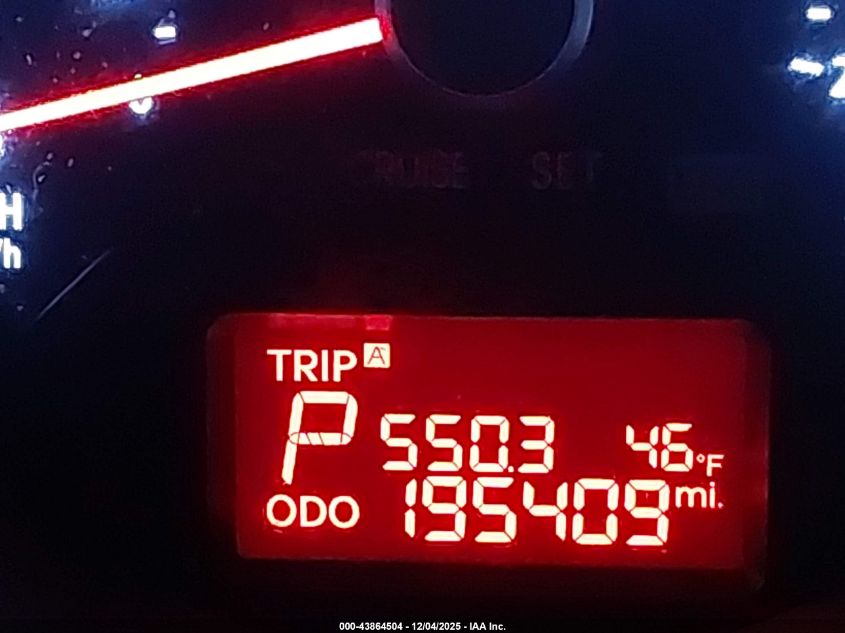 CRUISE SET
H
/h
TRIP A
P 550.3 46°F
ODO 195409 mi.
000-43864504 - 12/04/2025 - IAA Inc.